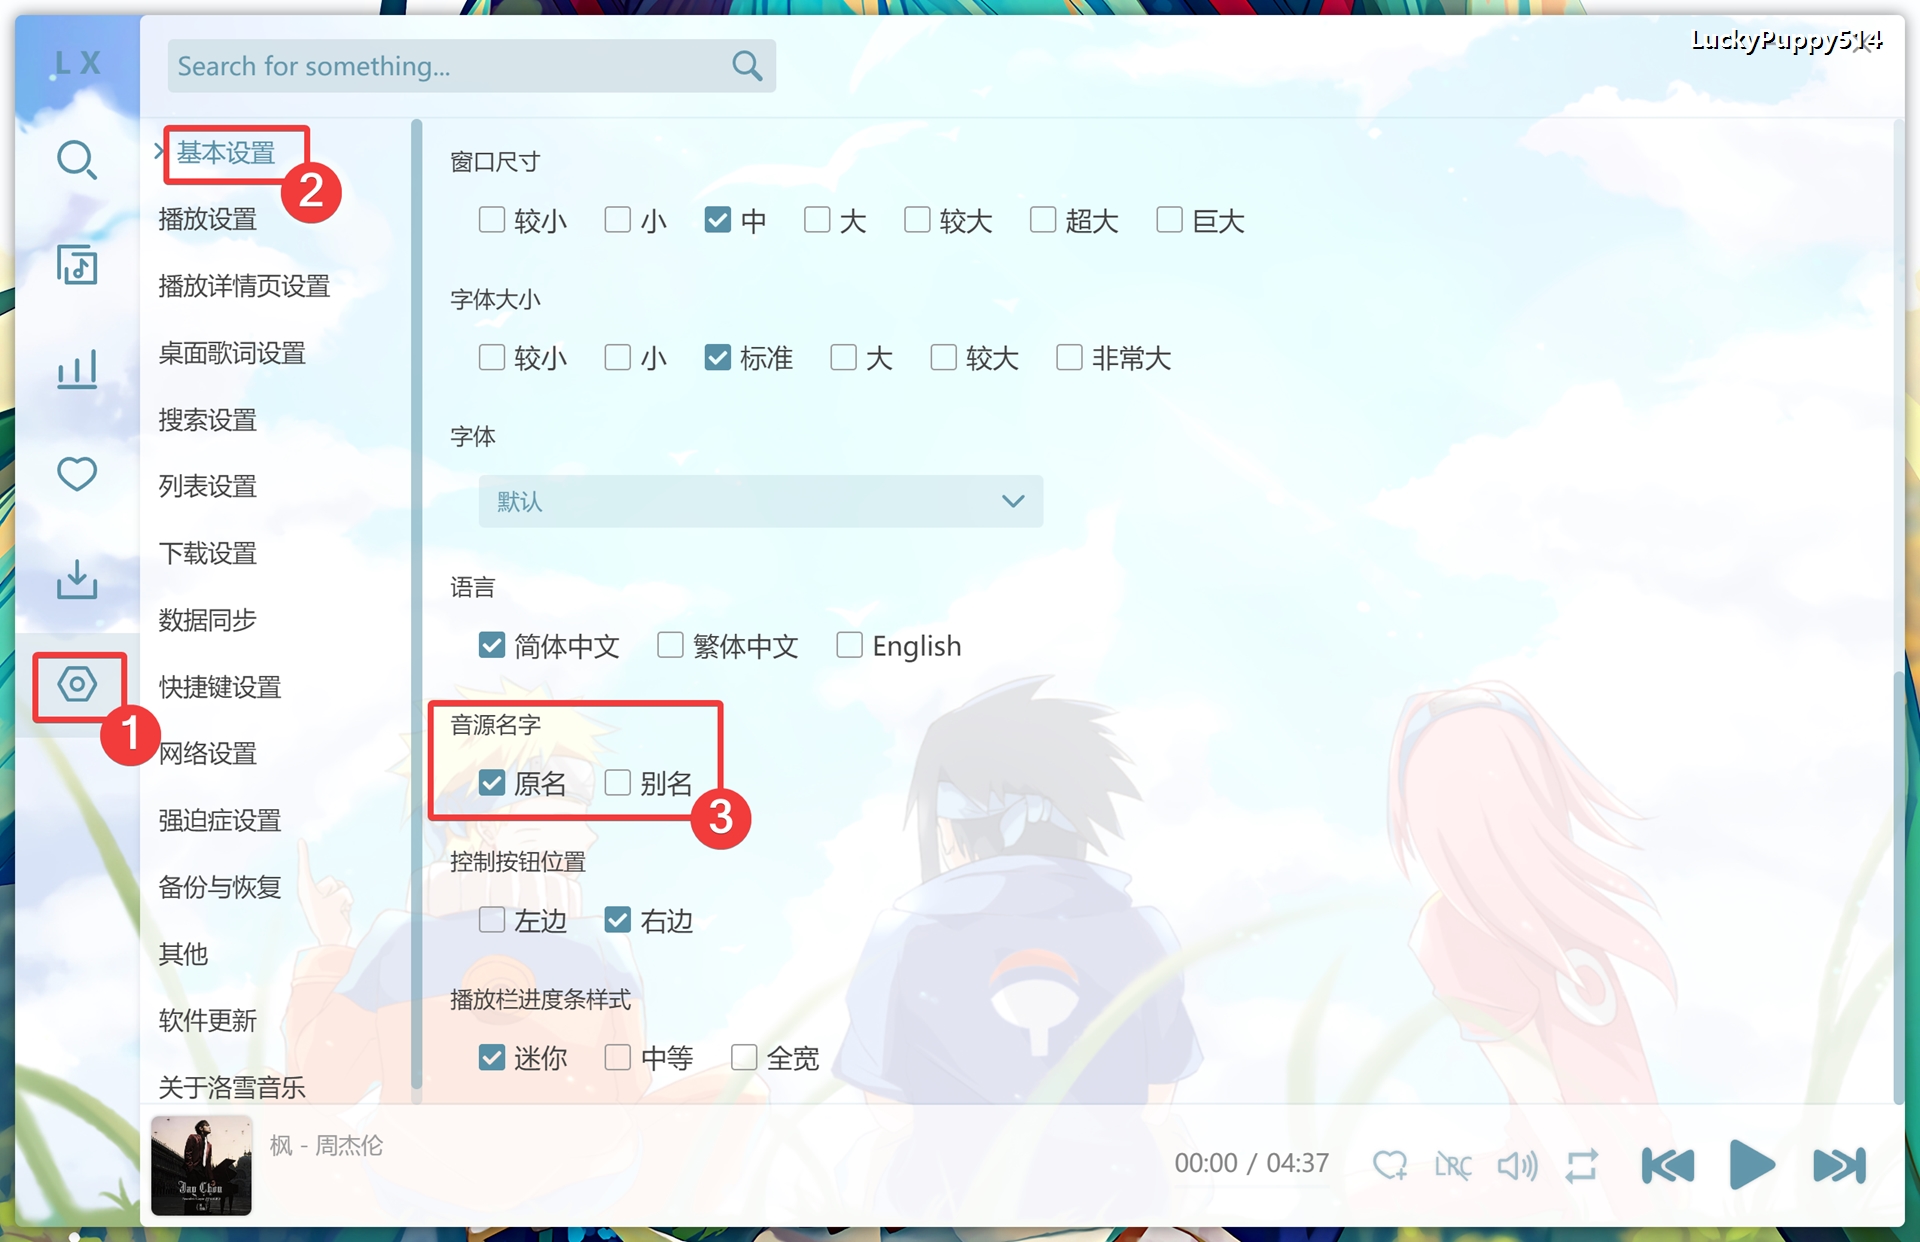 LX
Search for something...
LuckyPuppy514
基本设置
2
播放设置
播放详情页设置
桌面歌词设置
搜索设置
列表设置
下载设置
数据同步
快捷键设置
1
网络设置
强迫症设置
备份与恢复
其他
软件更新
关于洛雪音乐
窗口尺寸
较小 小 中 大 较大 超大 巨大
字体大小
较小 小 标准 大 较大 非常大
字体
默认
语言
简体中文 繁体中文 English
音源名字
原名 别名
3
控制按钮位置
左边 右边
播放栏进度条样式
迷你 中等 全宽
Jay Chou
枫 - 周杰伦
00:00 / 04:37
LRC